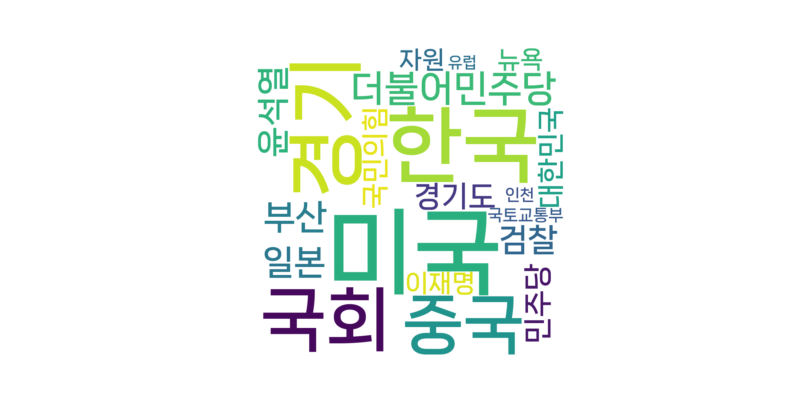 자원
유럽
뉴욕
윤석열
경기
더불어민주당
국민의힘
한국
대한민국
경기도
인천
국토교통부
부산
미국
검찰
일본
이재명
민주당
국회
중국